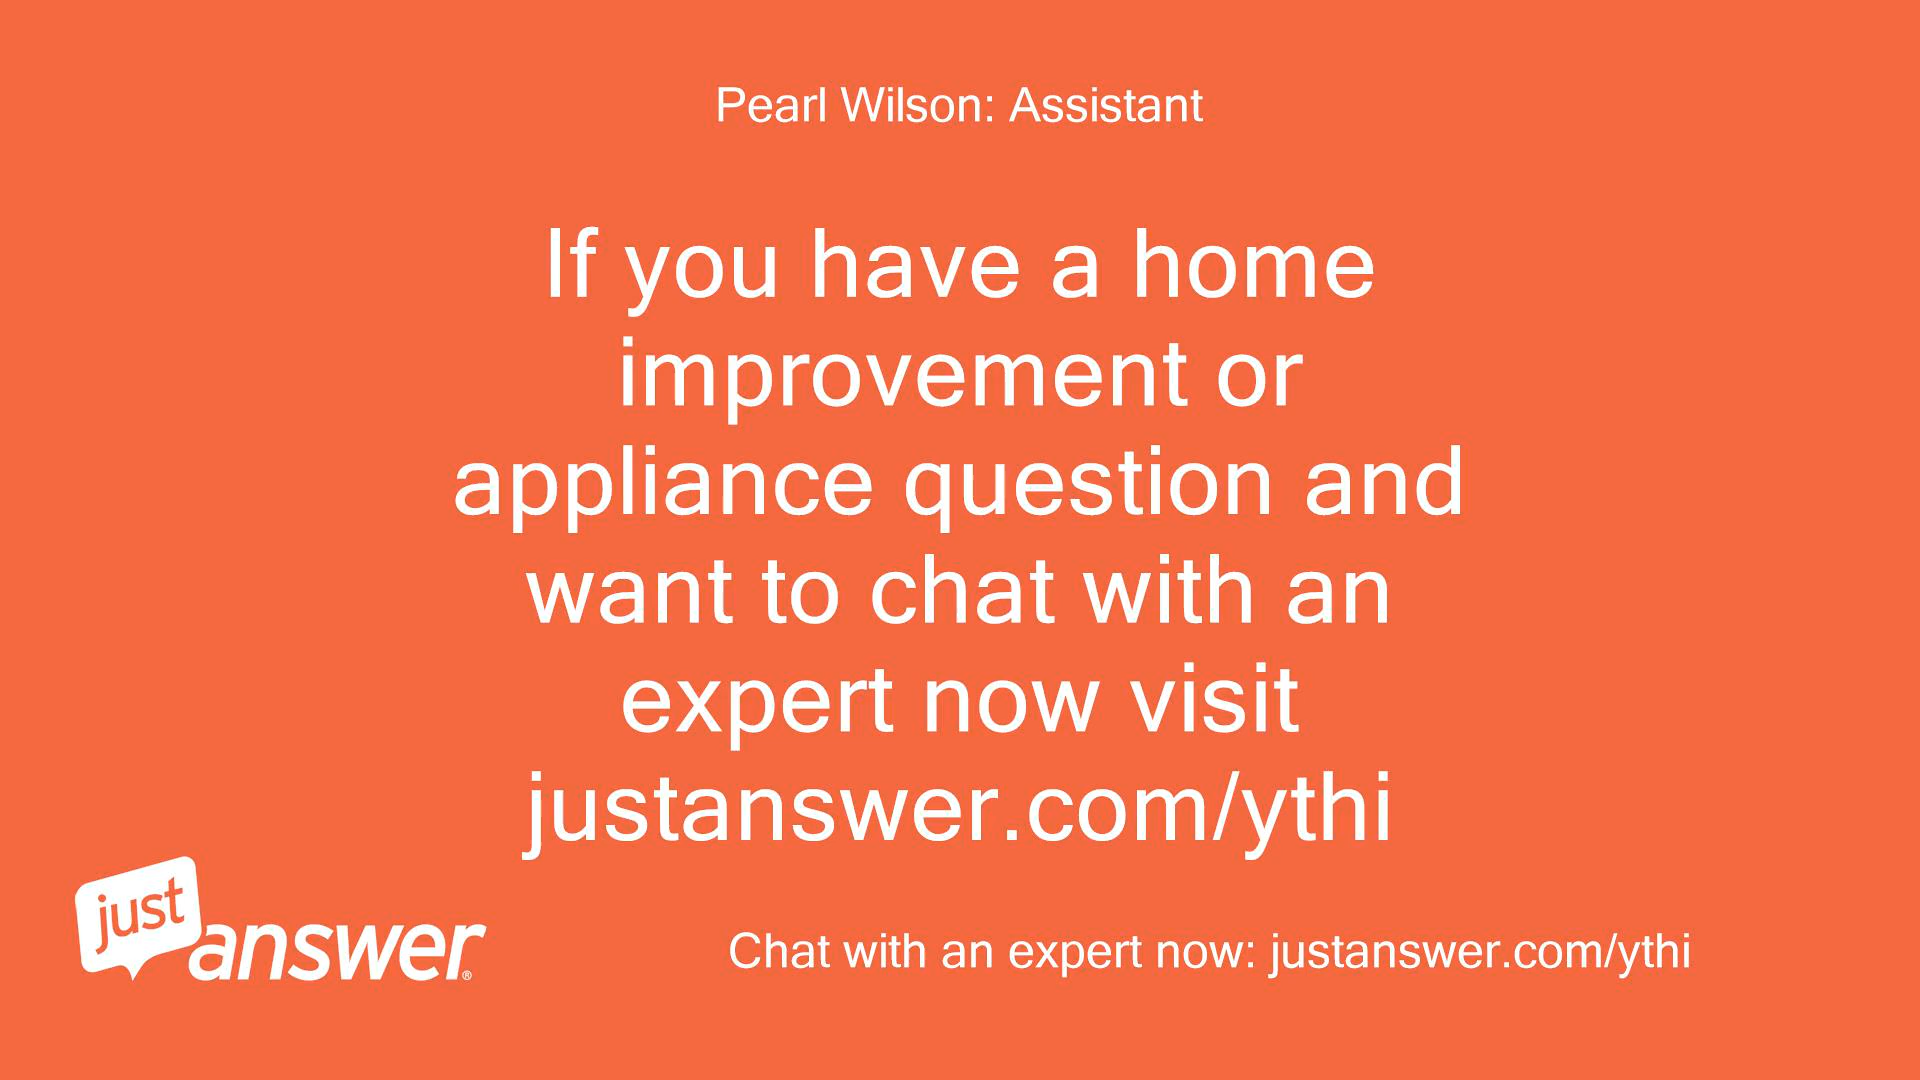 Pearl Wilson: Assistant
If you have a home
improvement or
appliance question and
want to chat with an
expert now visit
justanswer.com/ythi
just
answer®
Chat with an expert now: justanswer.com/ythi